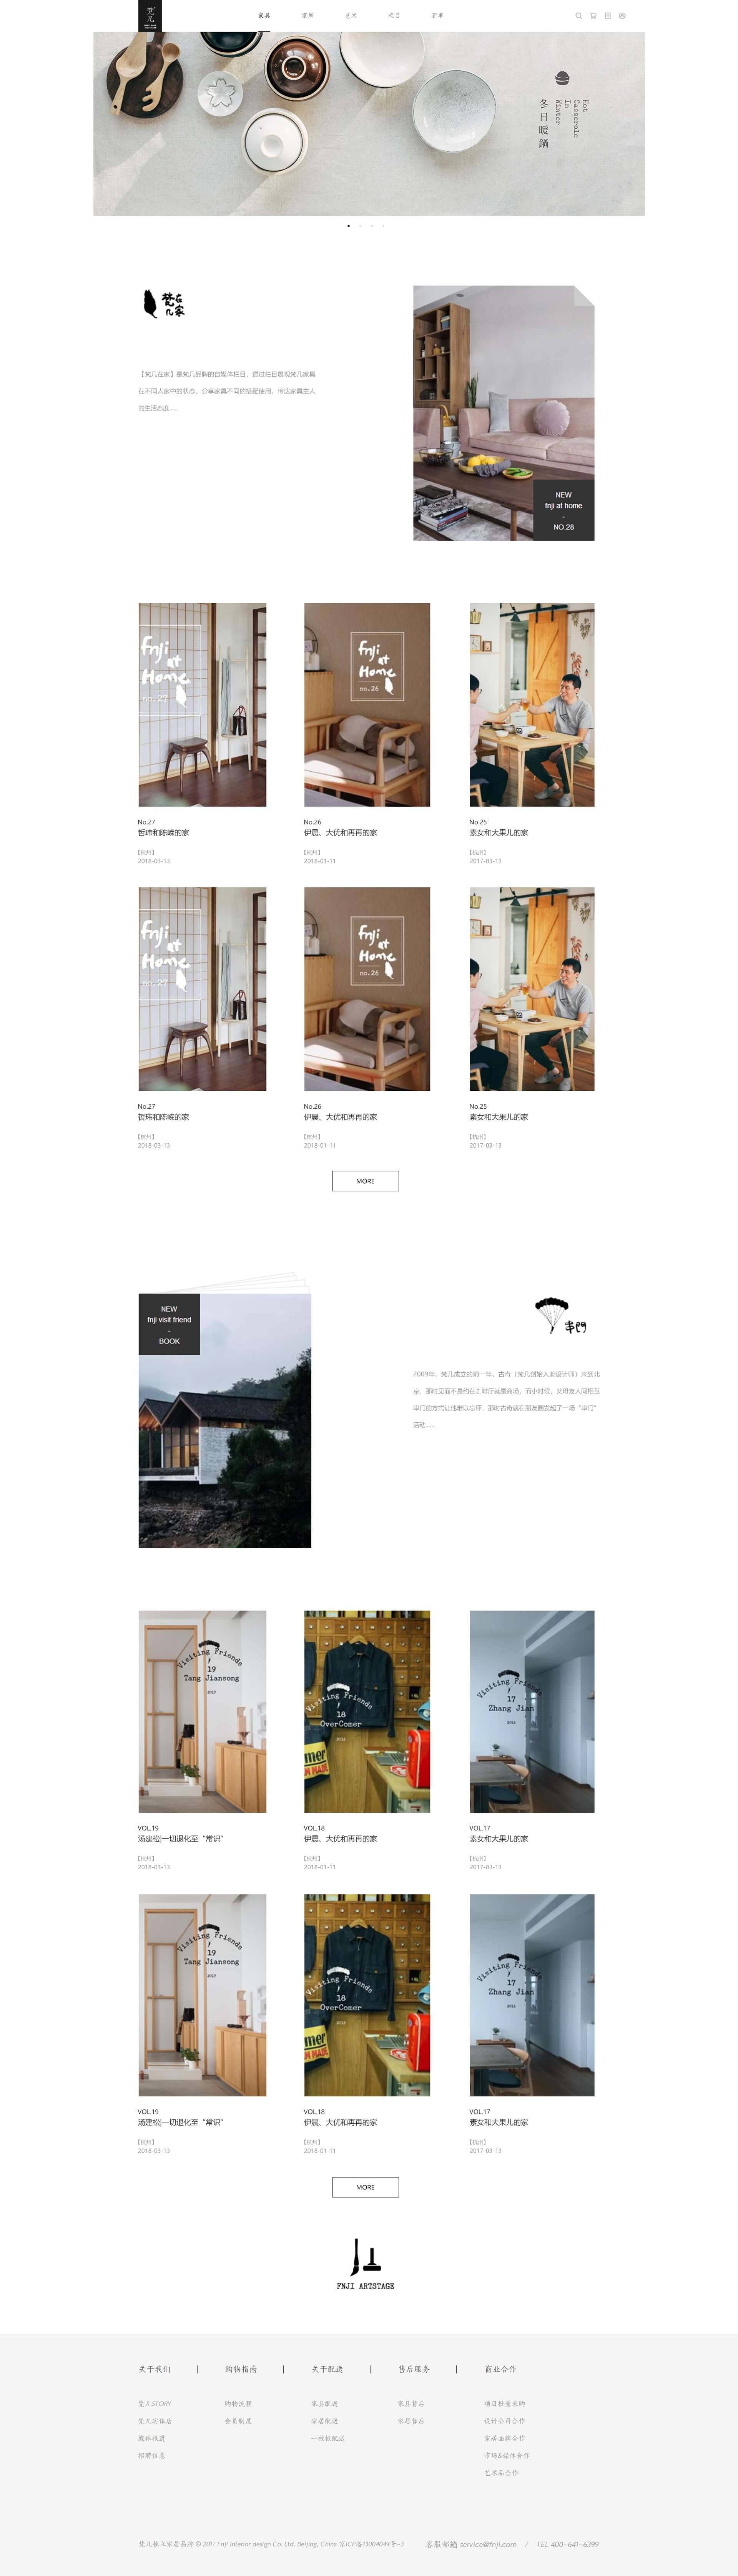 梵几
家具
家居
艺术
栏目
新章
Hot
Casserole
In
Winter
冬日暖鍋
梵几在家
【梵几在家】是梵几品牌的自媒体栏目，透过栏目展现梵几家具
在不同人家中的状态，分享家具不同的搭配使用，传达家具主人
的生活态度......
NEW
fnji at home
-
NO.28
fnji
at
Home
no.27
fnji
at
Home
no.26
No.27
哲玮和陈嵘的家
【杭州】
2018-03-13
No.26
伊晨、大优和再再的家
【杭州】
2018-01-11
No.25
素女和大果儿的家
【杭州】
2017-03-13
fnji
at
Home
no.27
fnji
at
Home
no.26
No.27
哲玮和陈嵘的家
【杭州】
2018-03-13
No.26
伊晨、大优和再再的家
【杭州】
2018-01-11
No.25
素女和大果儿的家
【杭州】
2017-03-13
MORE
NEW
fnji visit friend
-
BOOK
串門
2009年，梵几成立的前一年，古奇（梵几创始人兼设计师）来到北
京，那时见面不是约在咖啡厅就是商场，而小时候，父母友人间相互
串门的方式让他难以忘怀，那时古奇就在朋友圈发起了一场“串门”
活动......
Visiting Friends
19
Tang Jiansong
2017
Visiting Friends
18
OverComer
Visiting Friends
17
Zhang Jian
VOL.19
汤建松|一切退化至“常识”
【杭州】
2018-03-13
VOL.18
伊晨、大优和再再的家
【杭州】
2018-01-11
VOL.17
素女和大果儿的家
【杭州】
2017-03-13
Visiting Friends
19
Tang Jiansong
2017
Visiting Friends
18
OverComer
Visiting Friends
17
Zhang Jian
VOL.19
汤建松|一切退化至“常识”
【杭州】
2018-03-13
VOL.18
伊晨、大优和再再的家
【杭州】
2018-01-11
VOL.17
素女和大果儿的家
【杭州】
2017-03-13
MORE
FNJI ARTSTAGE
关于我们 | 购物指南 | 关于配送 | 售后服务 | 商业合作
梵几STORY
梵几实体店
媒体报道
招聘信息
购物流程
会员制度
家具配送
家居配送
一枚板配送
家具售后
家居售后
项目批量采购
设计公司合作
家居品牌合作
市场&媒体合作
艺术品合作
梵几独立家居品牌 © 2017 Fnji Interior design Co. Ltd. Beijing, China 京ICP备13004049号-3
客服邮箱 service@fnji.com / TEL 400-641-6399